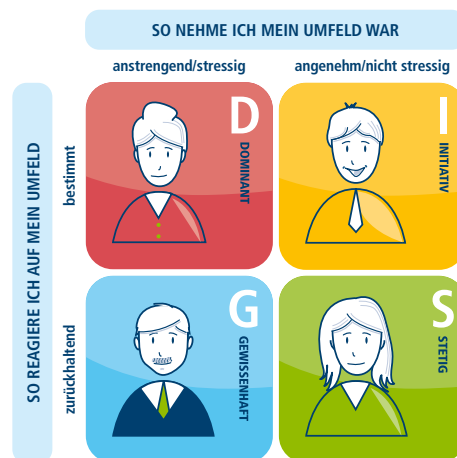 SO NEHME ICH MEIN UMFELD WAR
anstrengend/stressig
angenehm/nicht stressig
SO REAGIERE ICH AUF MEIN UMFELD
bestimmt
D
DOMINANT
I
INITIATIV
zurückhaltend
G
GEWISSENHAFT
S
STETIG